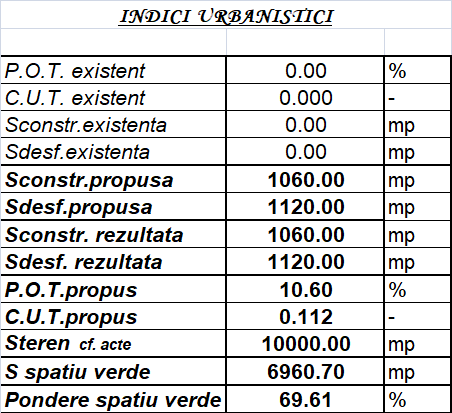 INDICI URBANISTICI
P.O.T. existent 0.00 %
C.U.T. existent 0.000 -
Sconstr.existenta 0.00 mp
Sdesf.existenta 0.00 mp
Sconstr.propusa 1060.00 mp
Sdesf.propusa 1120.00 mp
Sconstr. rezultata 1060.00 mp
Sdesf. rezultata 1120.00 mp
P.O.T.propus 10.60 %
C.U.T.propus 0.112 -
Steren cf. acte 10000.00 mp
S spatiu verde 6960.70 mp
Pondere spatiu verde 69.61 %